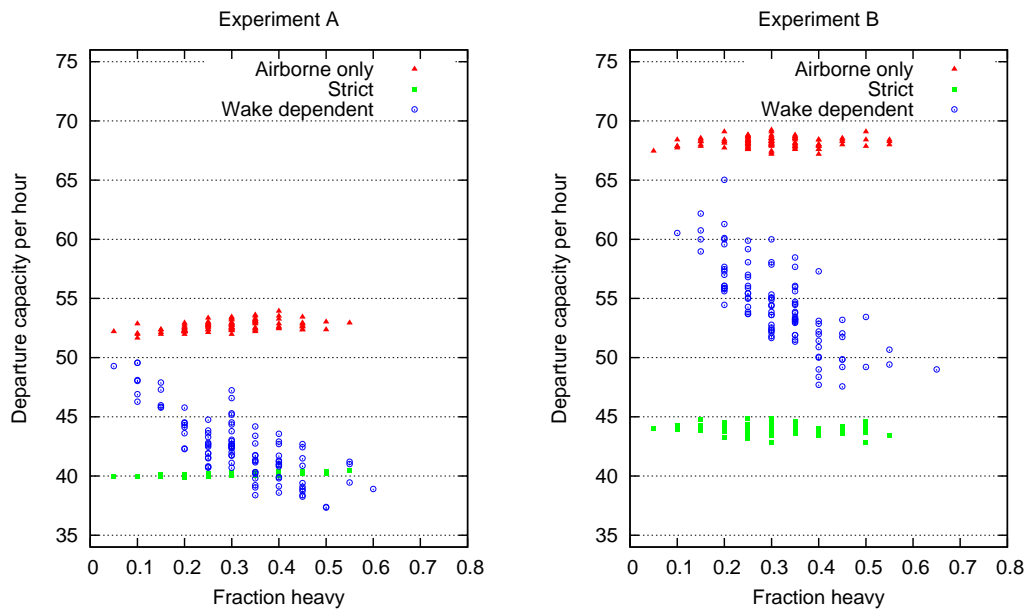 Experiment A
Departure capacity per hour
75
70
65
60
55
50
45
40
35
Airborne only
Strict
Wake dependent
0 0.1 0.2 0.3 0.4 0.5 0.6 0.7 0.8
Fraction heavy
Experiment B
Departure capacity per hour
75
70
65
60
55
50
45
40
35
Airborne only
Strict
Wake dependent
0 0.1 0.2 0.3 0.4 0.5 0.6 0.7 0.8
Fraction heavy